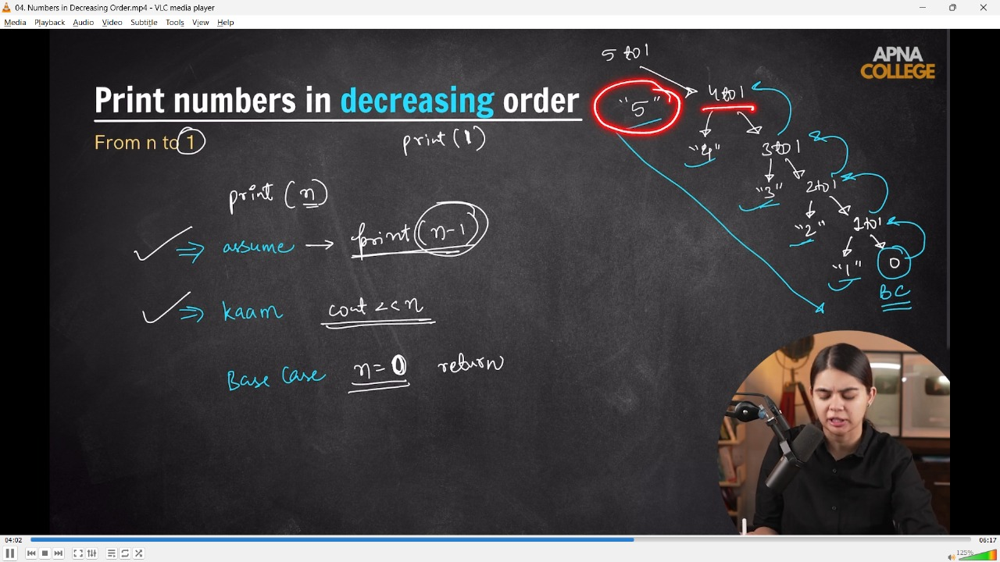 04. Numbers in Decreasing Order.mp4 - VLC media player
Media Playback Audio Video Subtitle Tools View Help
APNA
COLLEGE
Print numbers in decreasing order
From n to 1
print (1)
print (n)
⇒ assume → print (n-1)
⇒ kaam cout << n
Base Case n = 0 return
5 to 1
"5" 4 to 1
"4" 3 to 1
"3" 2 to 1
"2" 1 to 1
"1" 0
BC
04:02 06:17
125%